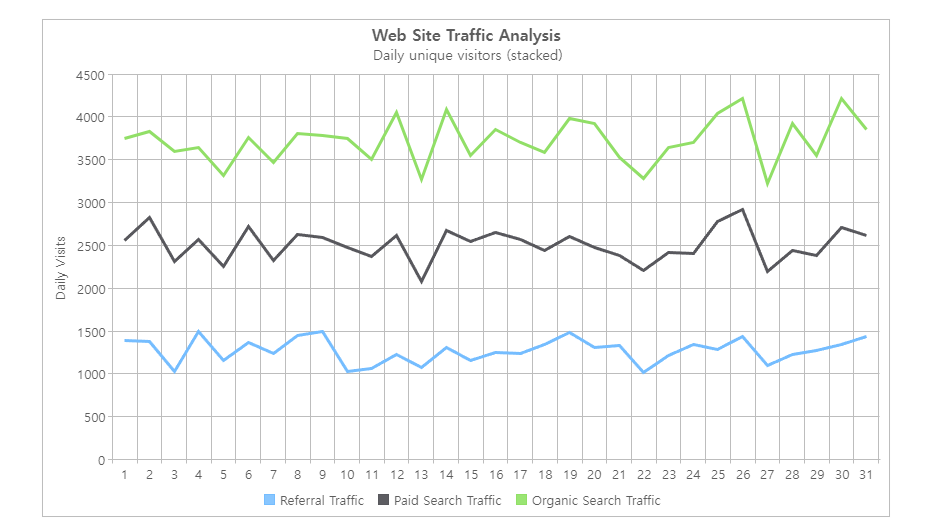 Web Site Traffic Analysis
Daily unique visitors (stacked)
4500
4000
3500
3000
2500
2000
1500
1000
500
0
Daily Visits
1 2 3 4 5 6 7 8 9 10 11 12 13 14 15 16 17 18 19 20 21 22 23 24 25 26 27 28 29 30 31
Referral Traffic Paid Search Traffic Organic Search Traffic